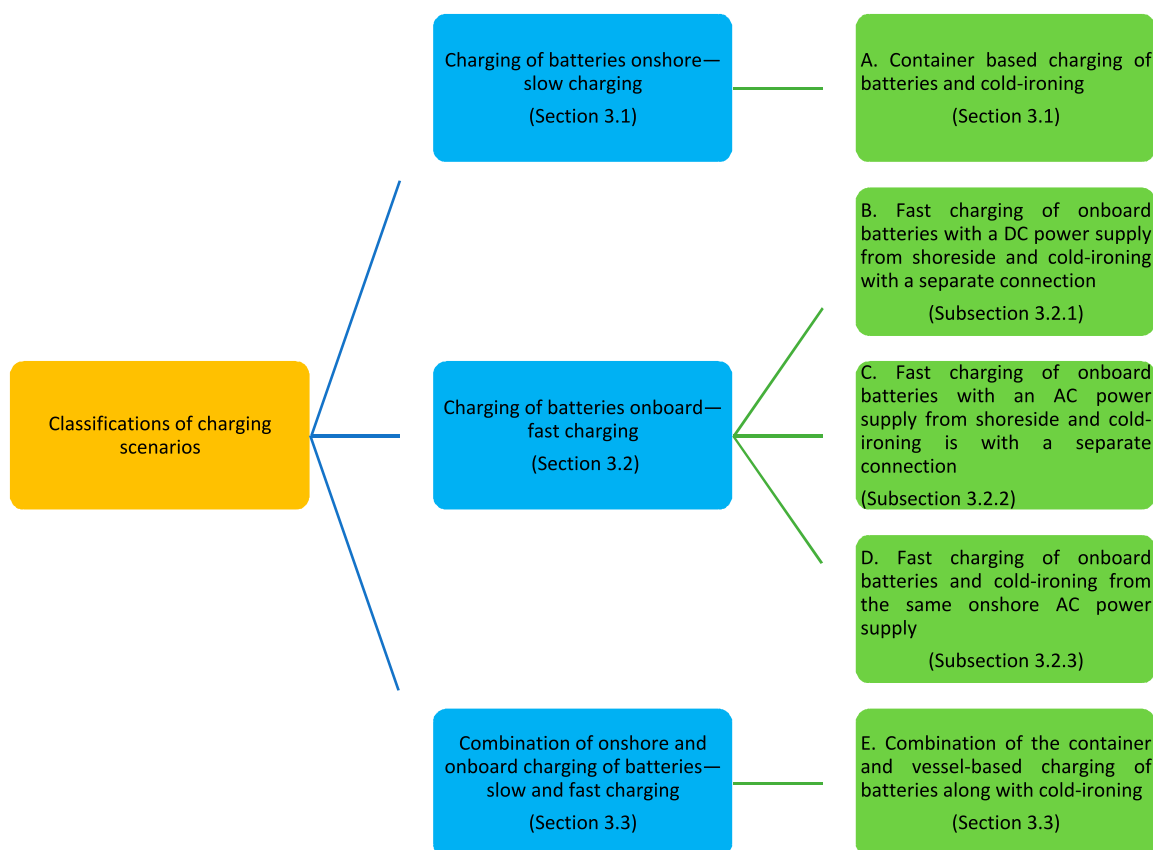 Classifications of charging
scenarios
Charging of batteries onshore—
slow charging
(Section 3.1)
A. Container based charging of
batteries and cold-ironing
(Section 3.1)
Charging of batteries onboard—
fast charging
(Section 3.2)
B. Fast charging of onboard
batteries with a DC power supply
from shoreside and cold-ironing
with a separate connection
(Subsection 3.2.1)
C. Fast charging of onboard
batteries with an AC power
supply from shoreside and cold-
ironing is with a separate
connection
(Subsection 3.2.2)
D. Fast charging of onboard
batteries and cold-ironing from
the same onshore AC power
supply
(Subsection 3.2.3)
Combination of onshore and
onboard charging of batteries—
slow and fast charging
(Section 3.3)
E. Combination of the container
and vessel-based charging of
batteries along with cold-ironing
(Section 3.3)